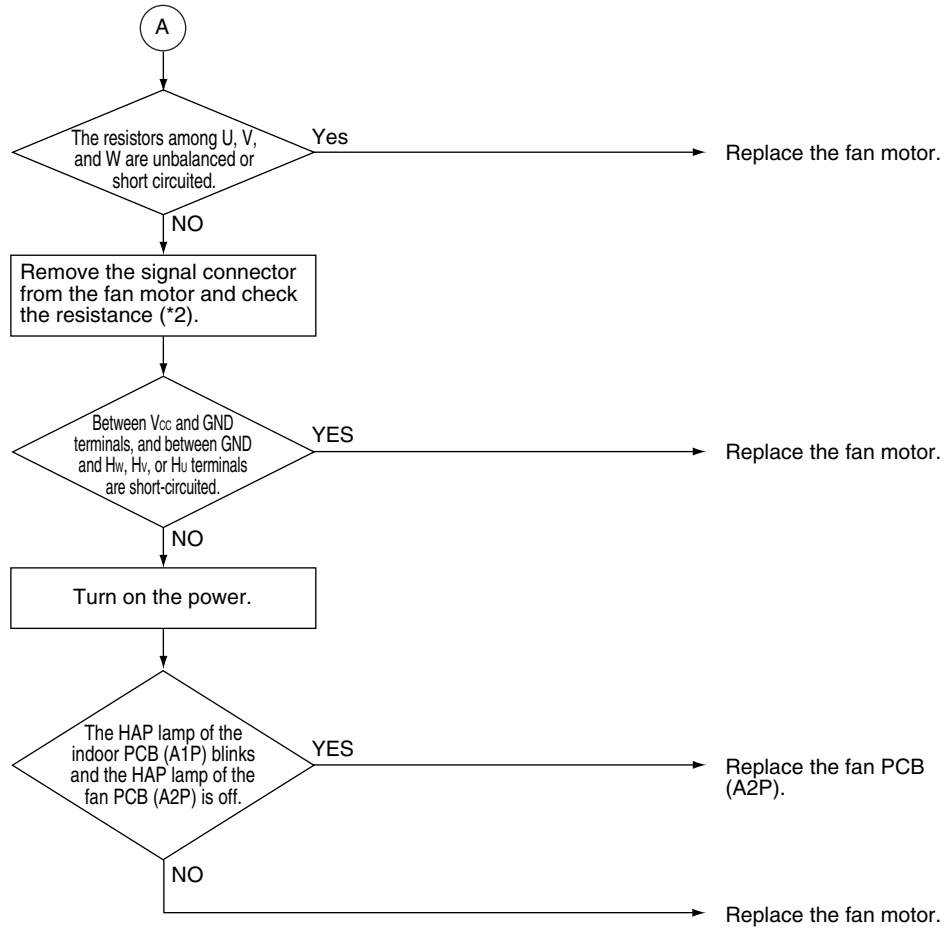 A
The resistors among U, V,
and W are unbalanced or
short circuited.
Yes
Replace the fan motor.
NO
Remove the signal connector
from the fan motor and check
the resistance (*2).
Between Vcc and GND
terminals, and between GND
and Hw, Hv, or Hu terminals
are short-circuited.
YES
Replace the fan motor.
NO
Turn on the power.
The HAP lamp of the
indoor PCB (A1P) blinks
and the HAP lamp of the
fan PCB (A2P) is off.
YES
Replace the fan PCB
(A2P).
NO
Replace the fan motor.